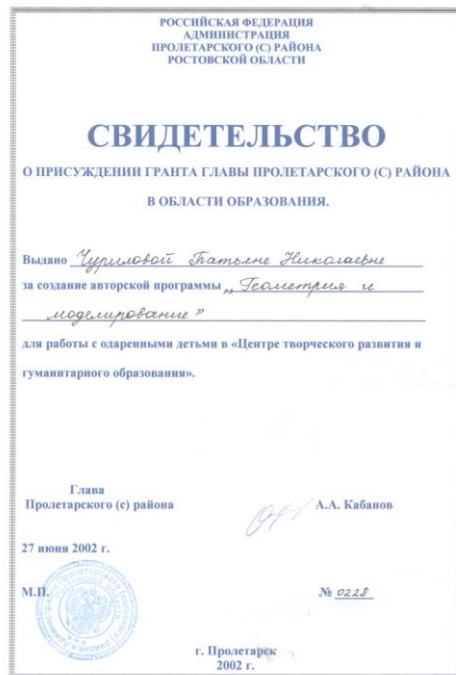 РОССИЙСКАЯ ФЕДЕРАЦИЯ
АДМИНИСТРАЦИЯ
ПРОЛЕТАРСКОГО (С) РАЙОНА
РОСТОВСКОЙ ОБЛАСТИ
СВИДЕТЕЛЬСТВО
О ПРИСУЖДЕНИИ ГРАНТА ГЛАВЫ ПРОЛЕТАРСКОГО (С) РАЙОНА
В ОБЛАСТИ ОБРАЗОВАНИЯ.
Выдано Чуриловой Татьяне Николаевне
за создание авторской программы „Геометрия и
моделирование”
для работы с одаренными детьми в «Центре творческого развития и
гуманитарного образования».
Глава
Пролетарского (с) района А.А. Кабанов
27 июня 2002 г.
М.П. № 0228
г. Пролетарск
2002 г.